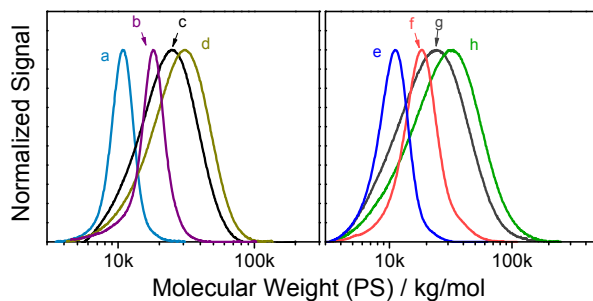 Normalized Signal
a
b
c
d
e
f
g
h
10k
100k
10k
100k
Molecular Weight (PS) / kg/mol